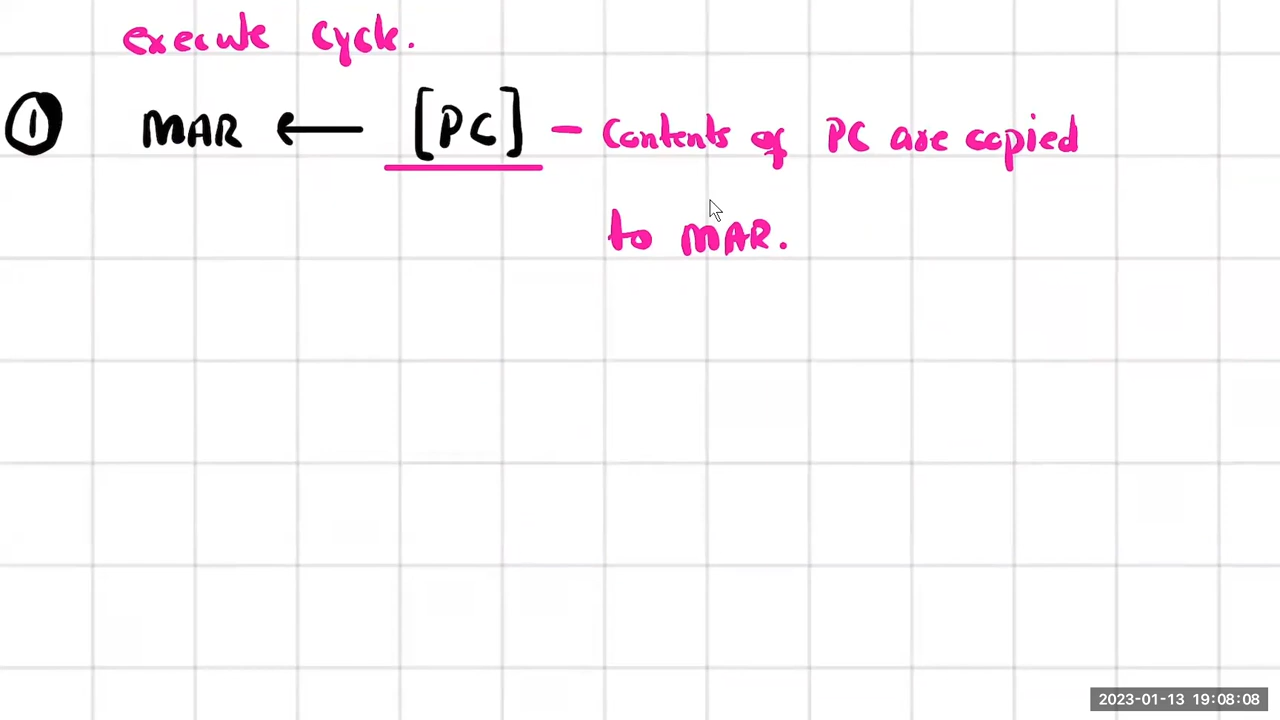 execute cycle.
① MAR ← [PC] - Contents of PC are copied
to MAR.
2023-01-13 19:08:08